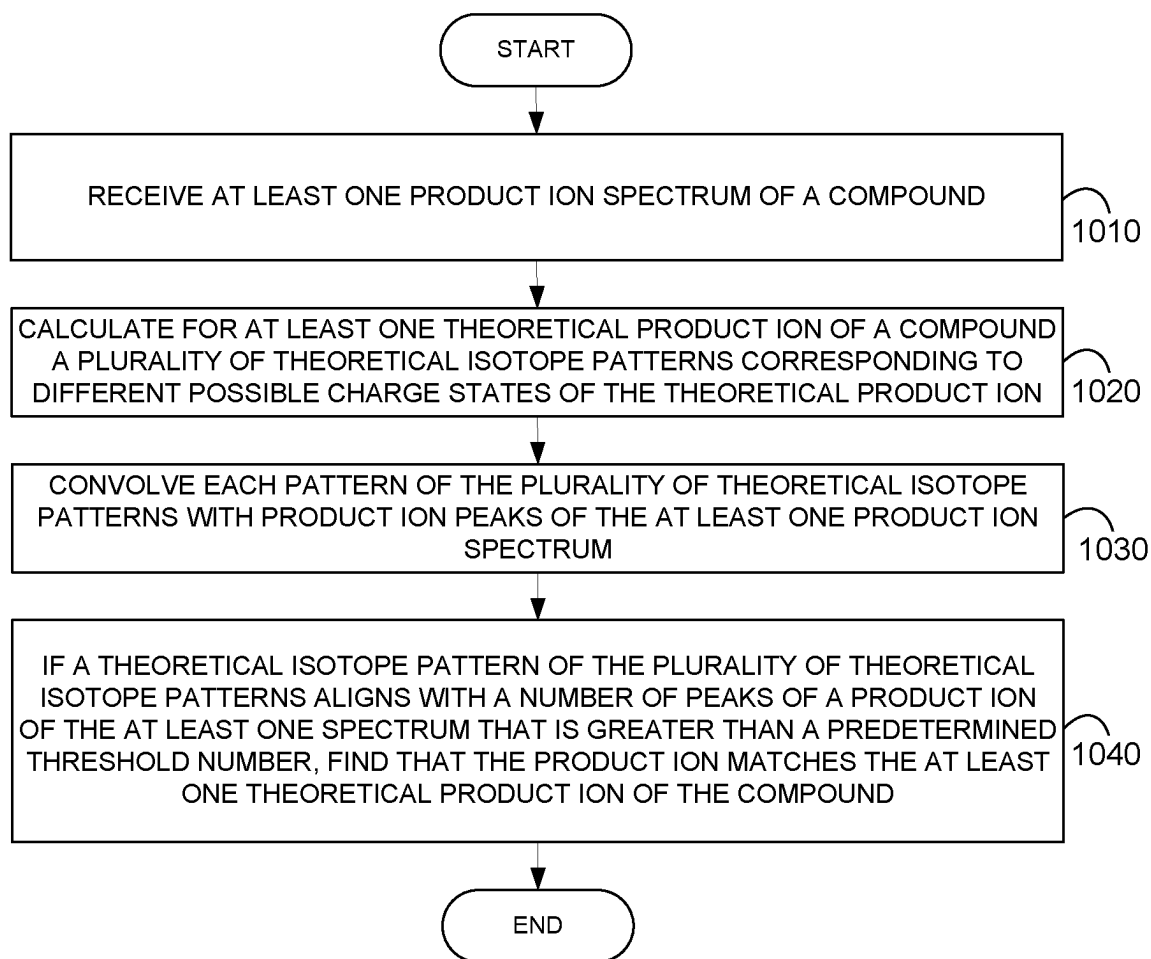 START
RECEIVE AT LEAST ONE PRODUCT ION SPECTRUM OF A COMPOUND
1010
CALCULATE FOR AT LEAST ONE THEORETICAL PRODUCT ION OF A COMPOUND
A PLURALITY OF THEORETICAL ISOTOPE PATTERNS CORRESPONDING TO
DIFFERENT POSSIBLE CHARGE STATES OF THE THEORETICAL PRODUCT ION.
1020
CONVOLVE EACH PATTERN OF THE PLURALITY OF THEORETICAL ISOTOPE
PATTERNS WITH PRODUCT ION PEAKS OF THE AT LEAST ONE PRODUCT ION
SPECTRUM
1030
IF A THEORETICAL ISOTOPE PATTERN OF THE PLURALITY OF THEORETICAL
ISOTOPE PATTERNS ALIGNS WITH A NUMBER OF PEAKS OF A PRODUCT ION
OF THE AT LEAST ONE SPECTRUM THAT IS GREATER THAN A PREDETERMINED
THRESHOLD NUMBER, FIND THAT THE PRODUCT ION MATCHES THE AT LEAST
ONE THEORETICAL PRODUCT ION OF THE COMPOUND
1040
END